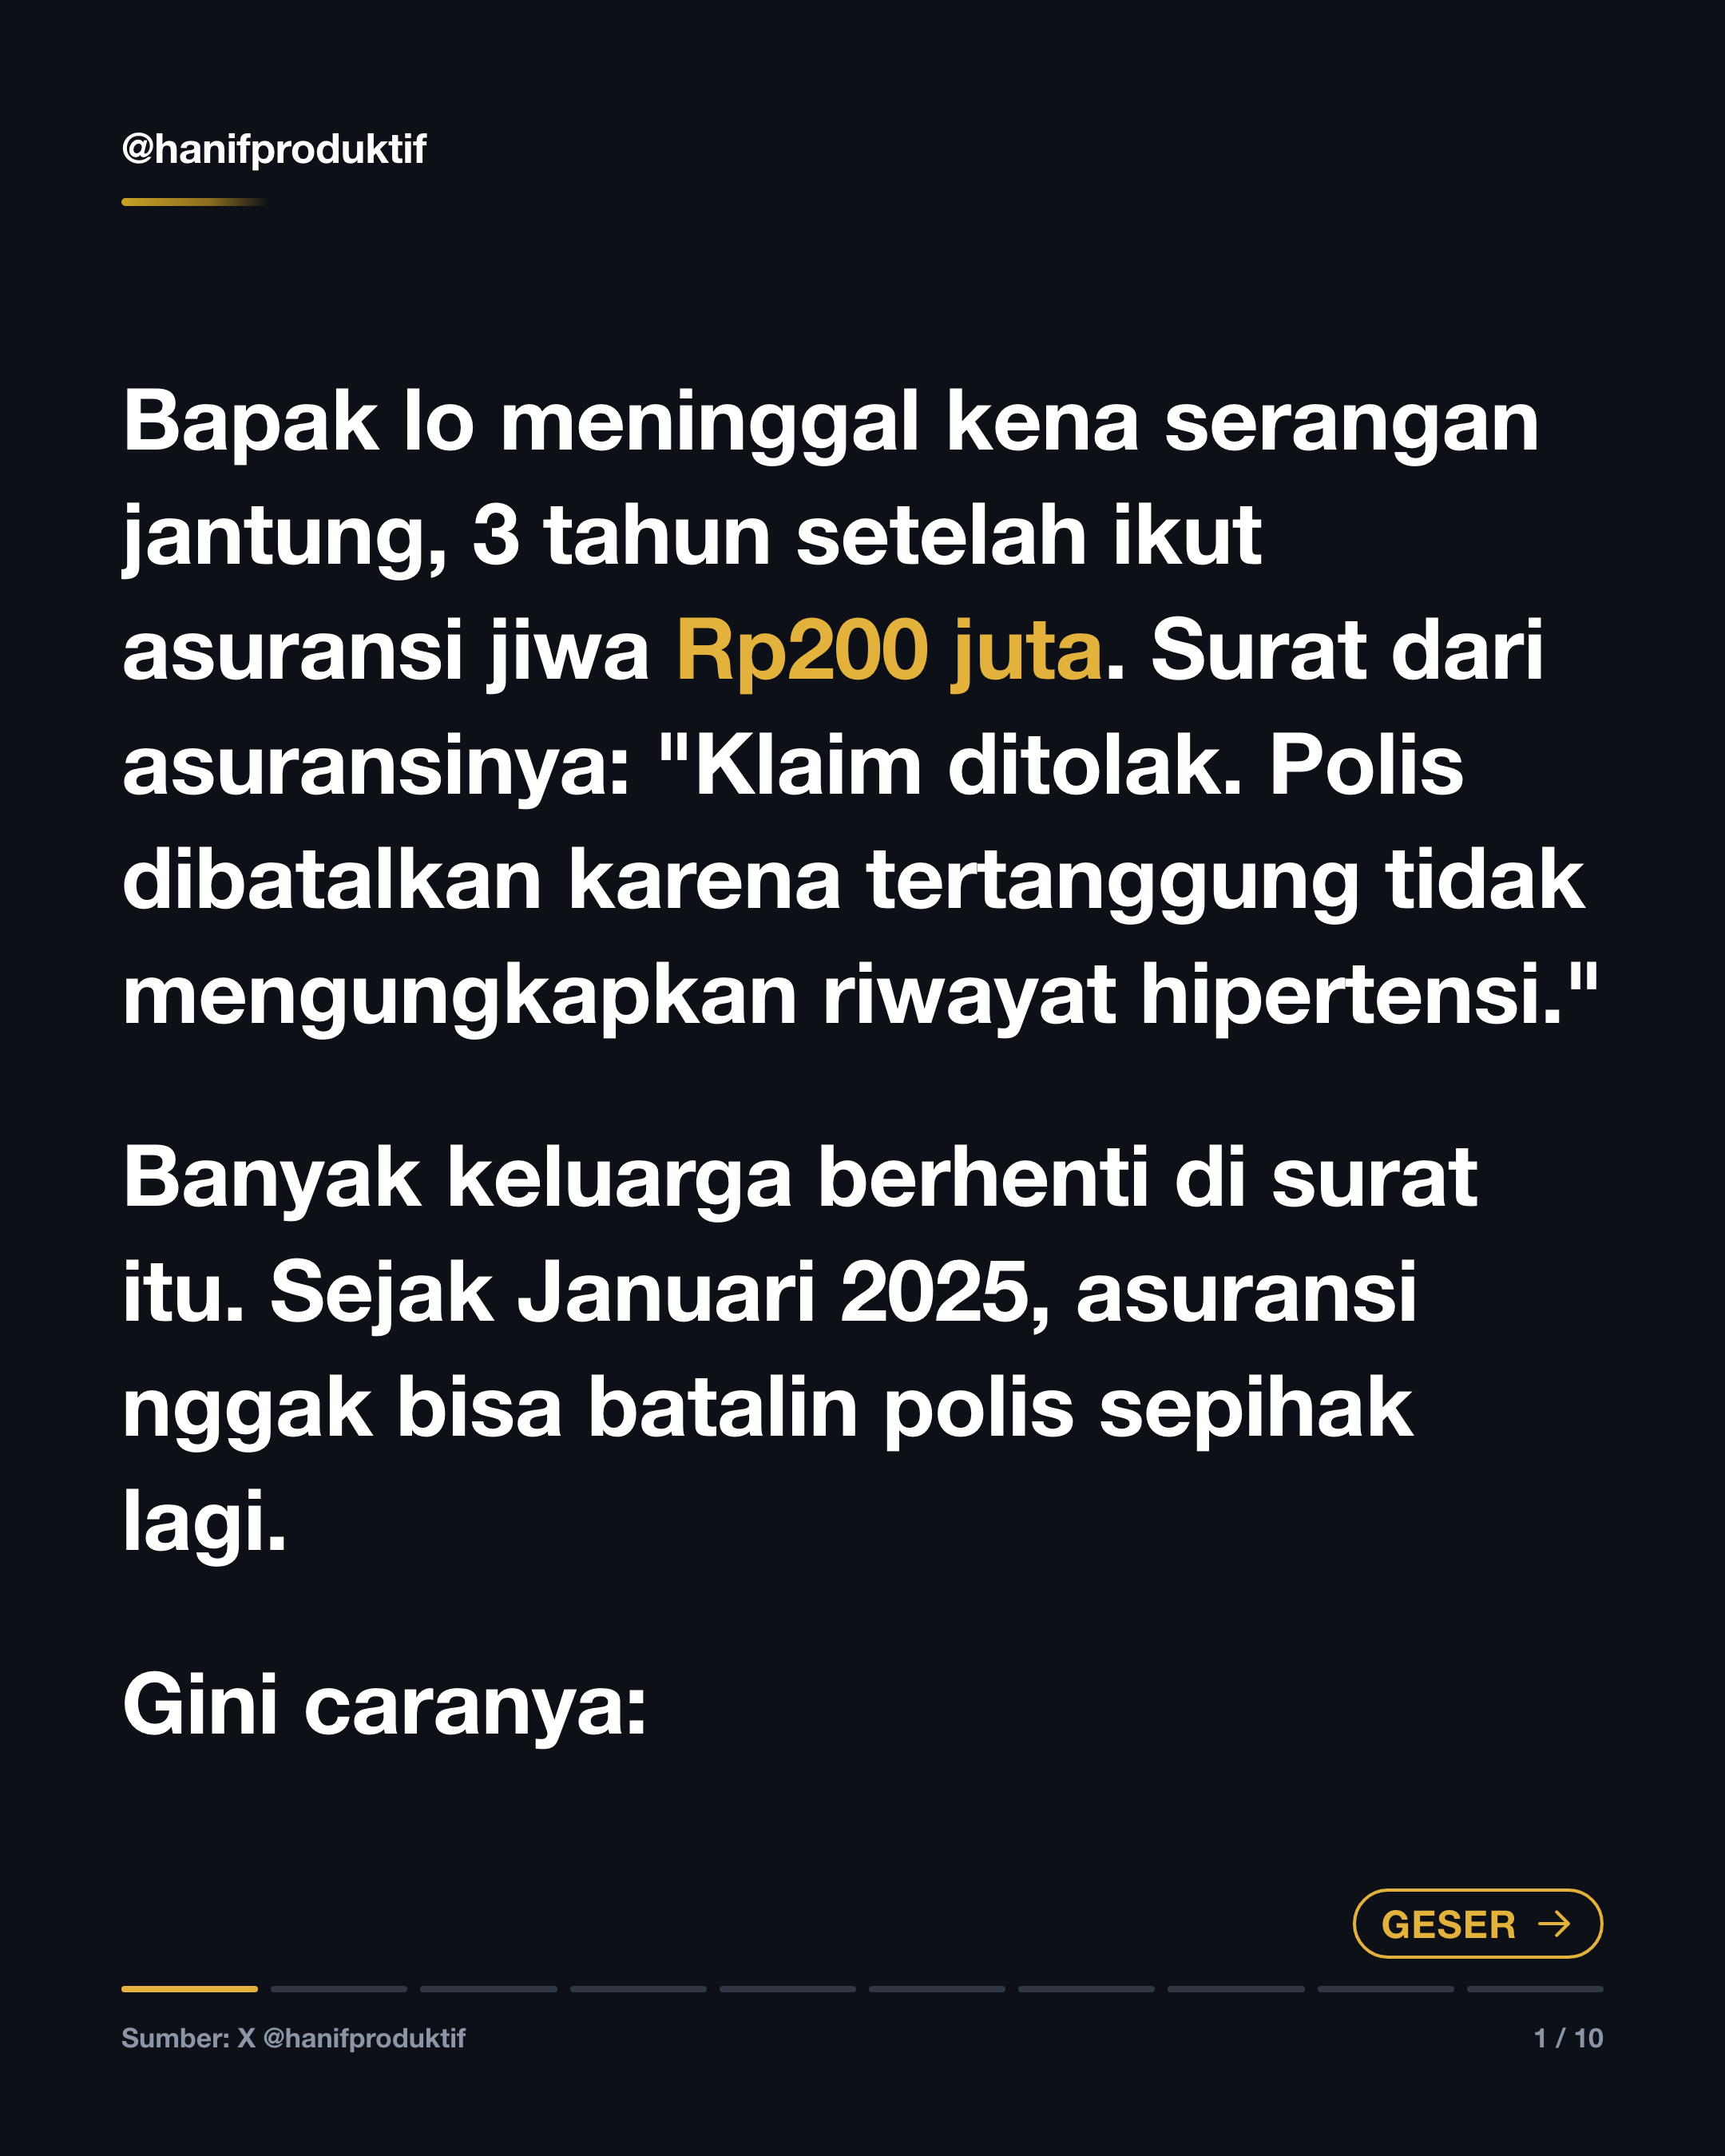 @hanifproduktif
Bapak lo meninggal kena serangan
jantung, 3 tahun setelah ikut
asuransi jiwa Rp200 juta. Surat dari
asuransinya: "Klaim ditolak. Polis
dibatalkan karena tertanggung tidak
mengungkapkan riwayat hipertensi."
Banyak keluarga berhenti di surat
itu. Sejak Januari 2025, asuransi
nggak bisa batalin polis sepihak
lagi.
Gini caranya:
GESER →
Sumber: X @hanifproduktif
1 / 10